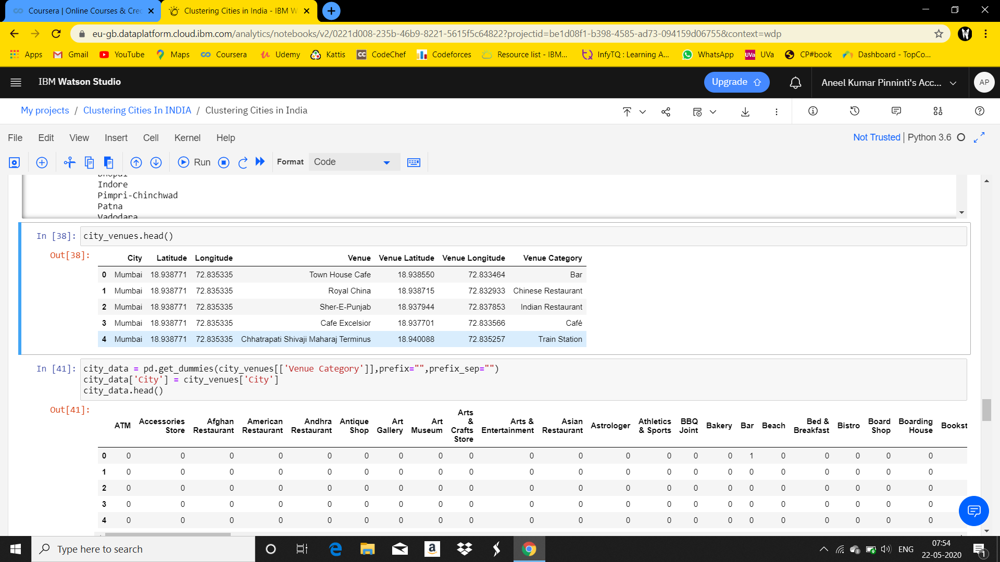 Coursera | Online Courses & Cred
Clustering Cities in India - IBM W
eu-gb.dataplatform.cloud.ibm.com/analytics/notebooks/v2/0221d008-235b-46b9-8221-5615f5c64822?projectid=be1d08f1-b398-4585-ad73-094159d06755&context=wdp
Apps Gmail YouTube Maps Coursera Udemy Kattis CodeChef Codeforces Resource list - IBM... InfyTQ : Learning A... WhatsApp UVa UVa CP#book Dashboard - TopCo...
IBM Watson Studio Upgrade Aneel Kumar Pinninti's Acc... AP
My projects / Clustering Cities In INDIA / Clustering Cities in India
File Edit View Insert Cell Kernel Help Not Trusted | Python 3.6
Run Format Code
Bhopal
Indore
Pimpri-Chinchwad
Patna
Vadodara
In [38]: city_venues.head()
Out[38]:
City Latitude Longitude Venue Venue Latitude Venue Longitude Venue Category
0 Mumbai 18.938771 72.835335 Town House Cafe 18.938550 72.833464 Bar
1 Mumbai 18.938771 72.835335 Royal China 18.938715 72.832933 Chinese Restaurant
2 Mumbai 18.938771 72.835335 Sher-E-Punjab 18.937944 72.837853 Indian Restaurant
3 Mumbai 18.938771 72.835335 Cafe Excelsior 18.937701 72.833566 Café
4 Mumbai 18.938771 72.835335 Chhatrapati Shivaji Maharaj Terminus 18.940088 72.835257 Train Station
In [41]: city_data = pd.get_dummies(city_venues[['Venue Category']],prefix="",prefix_sep="")
city_data['City'] = city_venues['City']
city_data.head()
Out[41]:
ATM Accessories Store Afghan Restaurant American Restaurant Andhra Restaurant Antique Shop Art Gallery Art Museum Arts & Crafts Store Arts & Entertainment Asian Restaurant Astrologer Athletics & Sports BBQ Joint Bakery Bar Beach Bed & Breakfast Bistro Board Shop Boarding House Bookst
0 0 0 0 0 0 0 0 0 0 0 0 0 0 0 0 1 0 0 0 0 0
1 0 0 0 0 0 0 0 0 0 0 0 0 0 0 0 0 0 0 0 0 0
2 0 0 0 0 0 0 0 0 0 0 0 0 0 0 0 0 0 0 0 0 0
3 0 0 0 0 0 0 0 0 0 0 0 0 0 0 0 0 0 0 0 0 0
4 0 0 0 0 0 0 0 0 0 0 0 0 0 0 0 0 0 0 0 0 0
Type here to search
ENG
07:54
22-05-2020
1